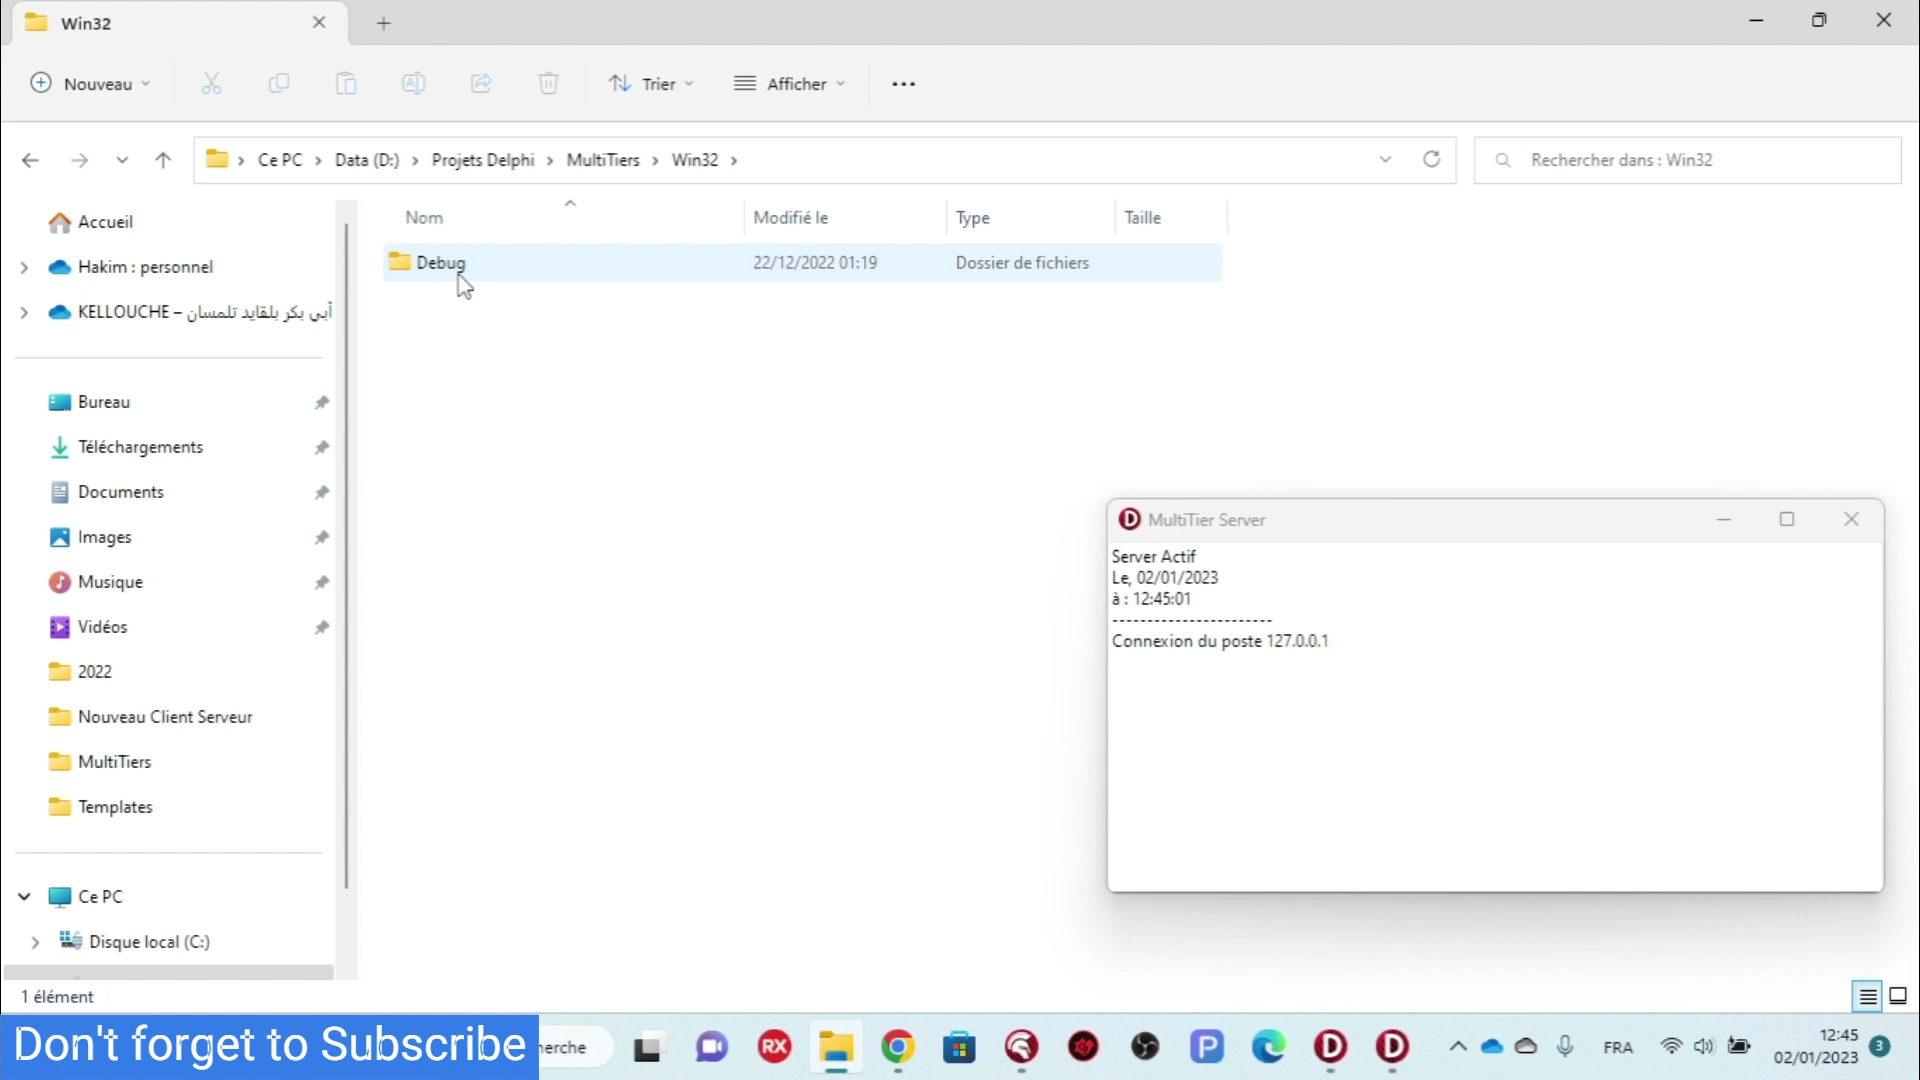 Win32
Nouveau
Trier
Afficher
Ce PC > Data (D:) > Projets Delphi > MultiTiers > Win32 >
Rechercher dans : Win32
Nom
Modifié le
Type
Taille
Debug
22/12/2022 01:19
Dossier de fichiers
Accueil
Hakim : personnel
KELLOUCHE – أبي بكر بلقايد تلمسان
Bureau
Téléchargements
Documents
Images
Musique
Vidéos
2022
Nouveau Client Serveur
MultiTiers
Templates
Ce PC
Disque local (C:)
1 élément
MultiTier Server
Server Actif
Le, 02/01/2023
à : 12:45:01
-----------------------
Connexion du poste 127.0.0.1
Don't forget to Subscribe
herche
RX
FRA
12:45
02/01/2023
3